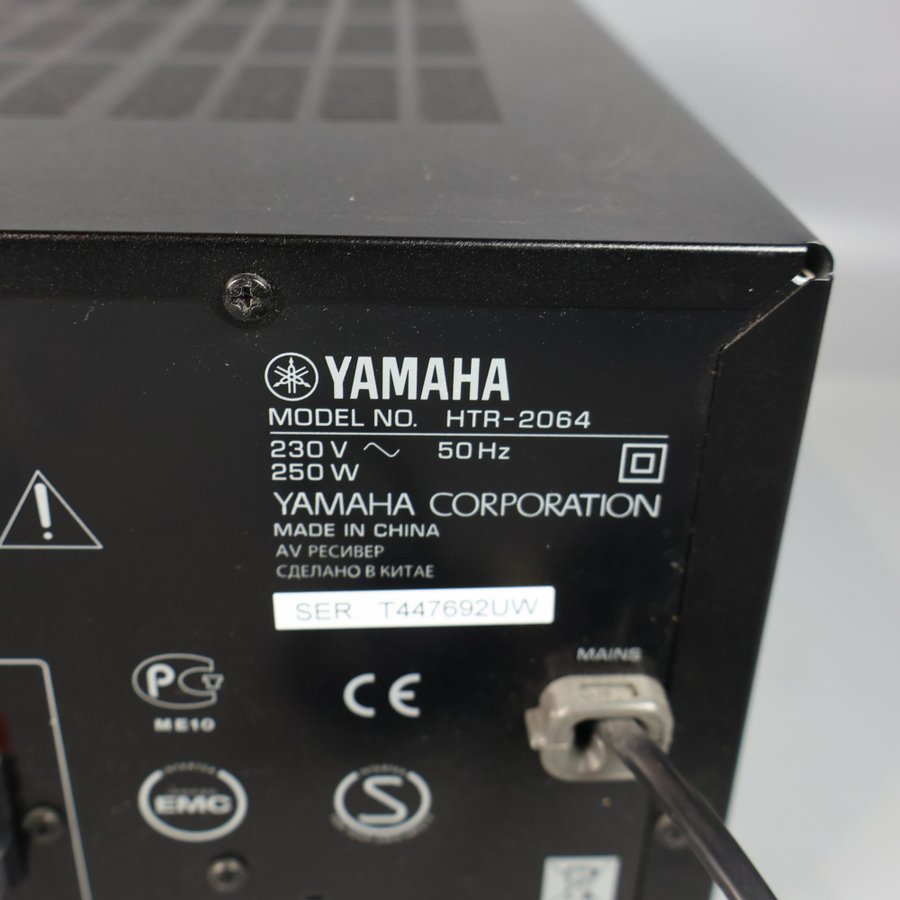 YAMAHA
MODEL NO. HTR-2064
230 V ~ 50 Hz
250 W
YAMAHA CORPORATION
MADE IN CHINA
AV РЕСИВЕР
СДЕЛАНО В КИТАЕ
SER. T447692UW
MAINS
PC
CE
ME10
EMC
S